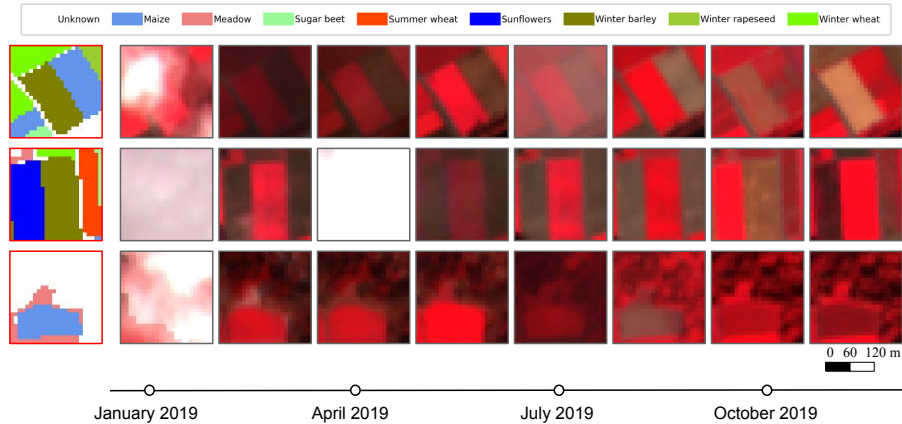 Unknown Maize Meadow Sugar beet Summer wheat Sunflowers Winter barley Winter rapeseed Winter wheat
0 60 120 m
January 2019 April 2019 July 2019 October 2019